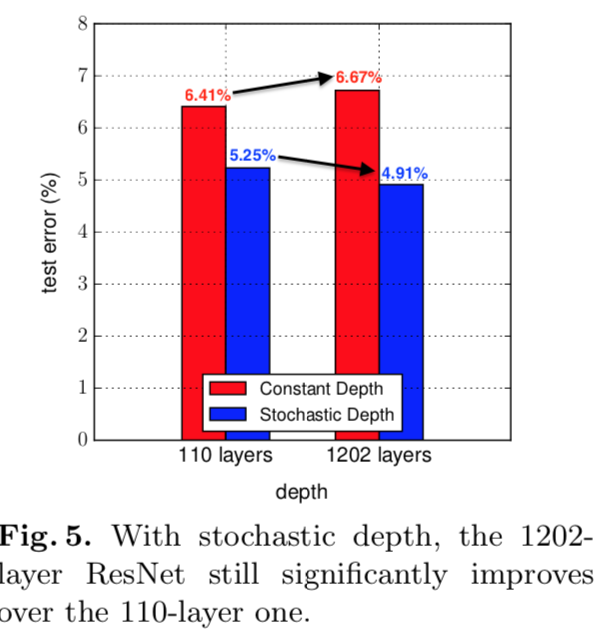 8
7
6
5
4
3
2
1
0
test error (%)
6.41%
6.67%
5.25%
4.91%
Constant Depth
Stochastic Depth
110 layers 1202 layers
depth
Fig. 5. With stochastic depth, the 1202-
layer ResNet still significantly improves
over the 110-layer one.